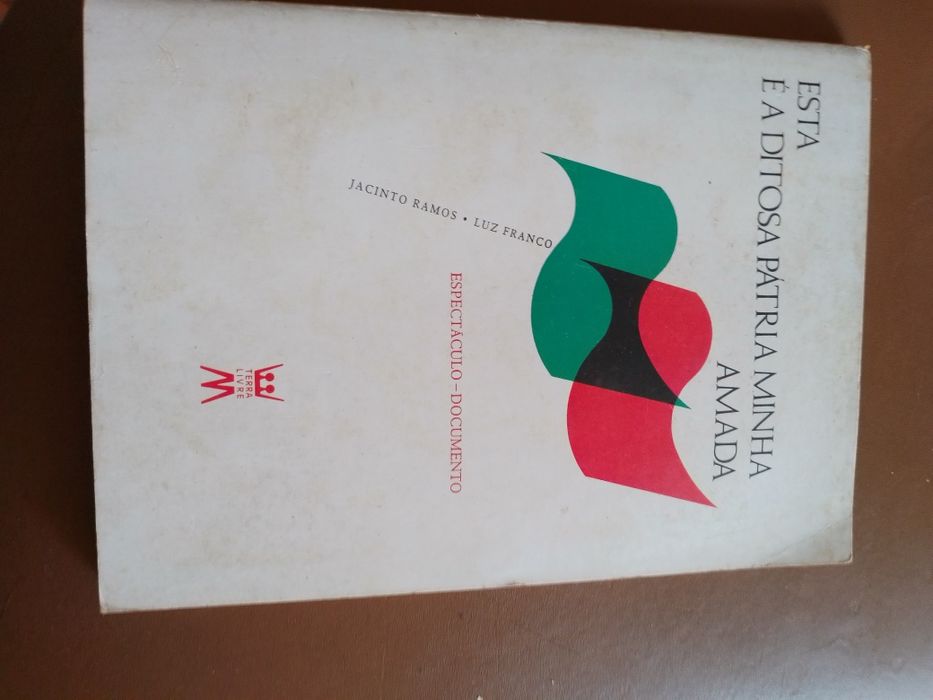 ESTA
É A DITOSA PÁTRIA MINHA
AMADA
JACINTO RAMOS • LUZ FRANCO
ESPECTÁCULO – DOCUMENTO
TERRA
LIVRE